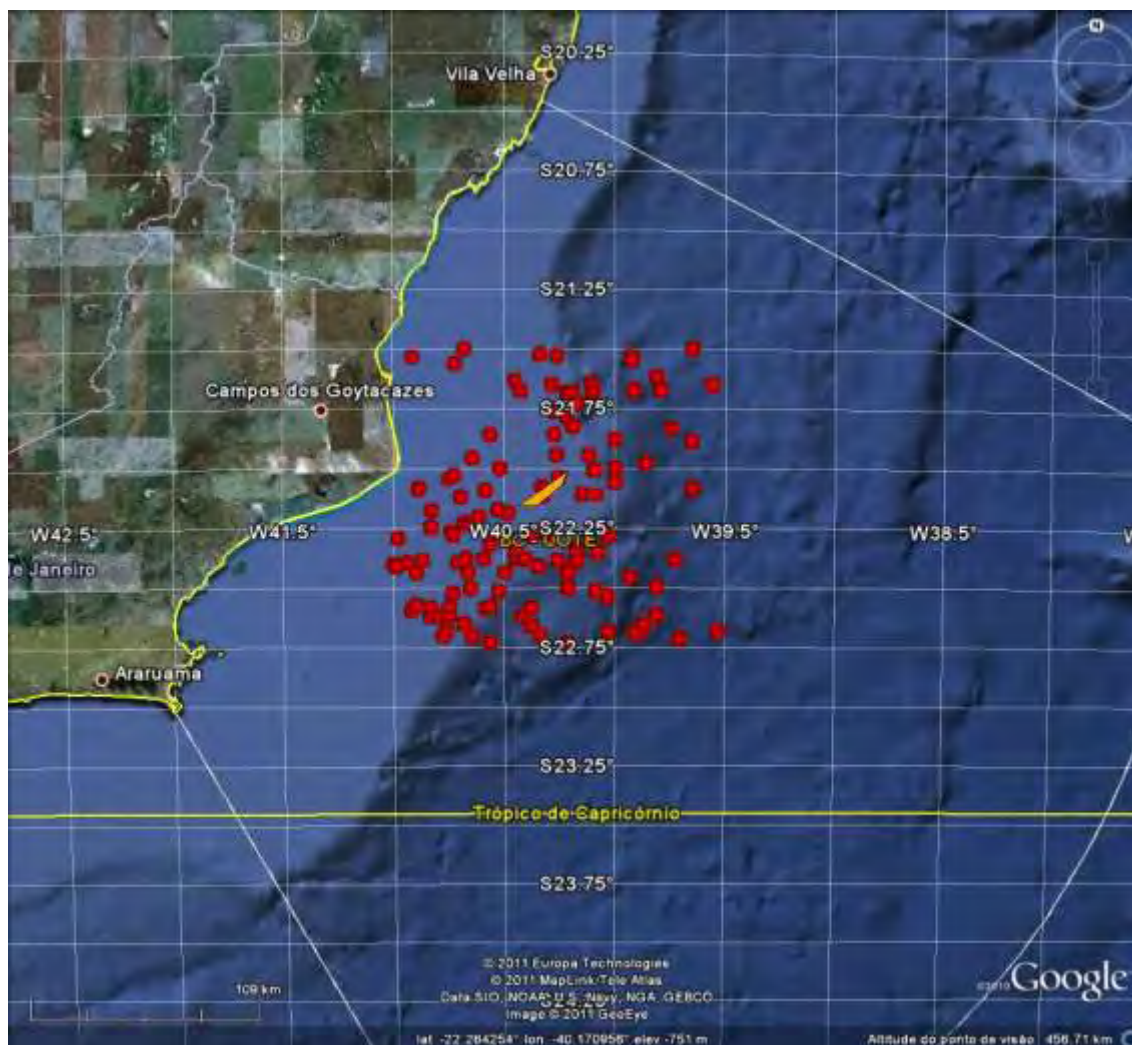 S20.25°
Vila Velha
S20.75°
S21.25°
Campos dos Goytacazes
S21.75°
W42.5°
W41.5°
W40.5°
S22.25°
W39.5°
W38.5°
W
e Janeiro
S22.75°
Araruama
S23.25°
Trópico de Capricórnio
S23.75°
© 2011 Europa Technologies
© 2011 MapLink/Tele Atlas
Data SIO, NOAA, U.S. Navy, NGA, GEBCO
Image © 2011 GeoEye
109 km
©2010 Google
lat -22.264254° lon -40.170956° elev -751 m
Altitude do ponto de visão 456.71 km
N